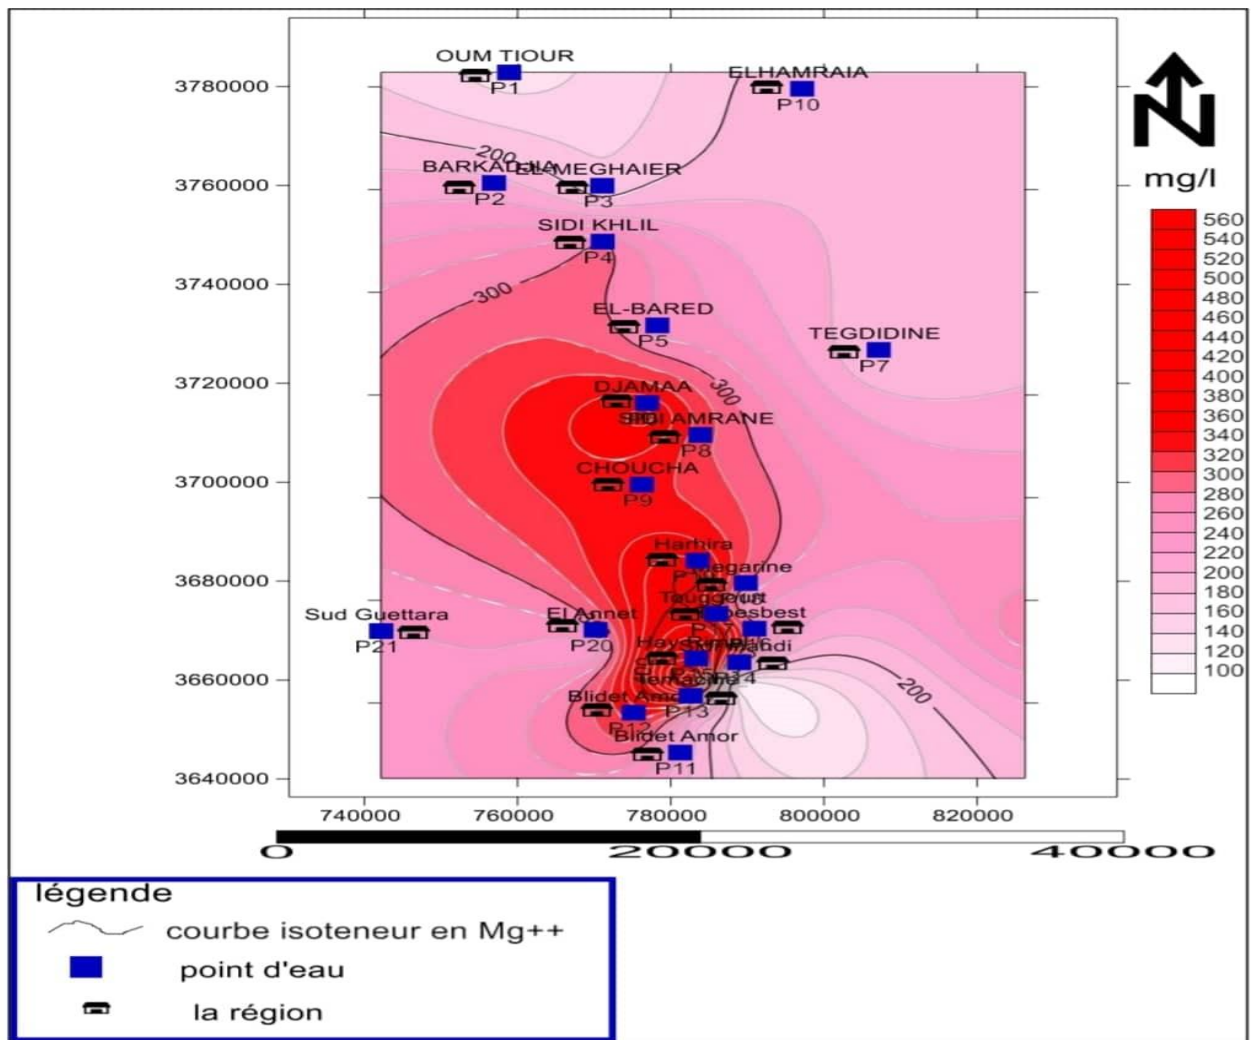 OUM TIOUR
P1
ELHAMRAIA
P10
N
mg/l
3780000
3760000
3740000
3720000
3700000
3680000
3660000
3640000
200
BARKADJIA
P2
EL-MEGHAIER
P3
SIDI KHLIL
P4
300
EL-BARED
P5
TEGDIDINE
P7
300
DJAMAA
SIDI AMRANE
P8
CHOUCHA
P9
Harhira
Megarine
Touggourt
Sud Guettara
P21
El Annet
P20
200
Blidet Amor
P12
P13
Blidet Amor
P11
560
540
520
500
480
460
440
420
400
380
360
340
320
300
280
260
240
220
200
180
160
140
120
100
740000 760000 780000 800000 820000
0 20000 40000
légende
courbe isoteneur en Mg++
point d'eau
la région